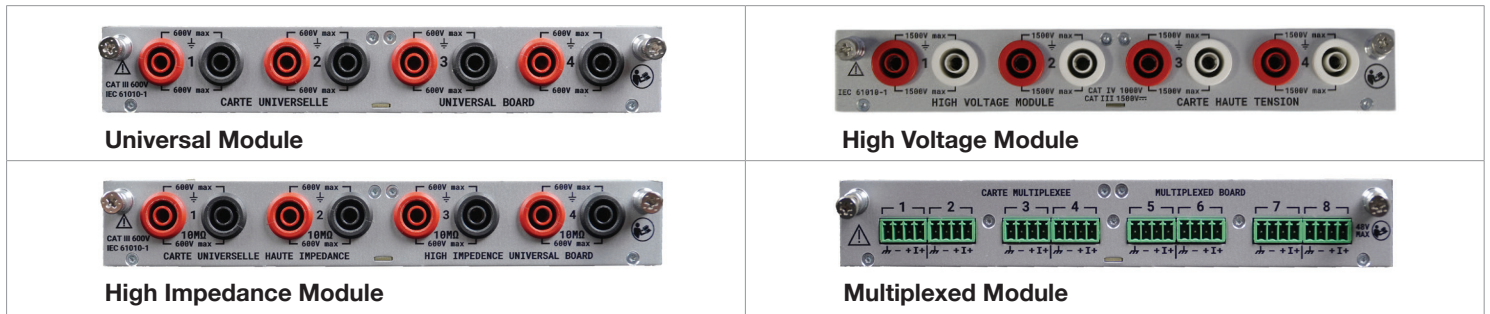 600V max 600V max 600V max 600V max
1 2 3 4
CAT III 600V
IEC 61010-1
600V max 600V max 600V max 600V max
CARTE UNIVERSELLE UNIVERSAL BOARD
Universal Module
1500V max 1500V max 1500V max 1500V max
1 2 3 4
IEC 61010-1
1500V max 1500V max CAT IV 1000V 1500V max 1500V max
CAT III 1500V
HIGH VOLTAGE MODULE CARTE HAUTE TENSION
High Voltage Module
600V max 600V max 600V max 600V max
1 2 3 4
10MΩ 10MΩ 10MΩ 10MΩ
CAT III 600V
IEC 61010-1
600V max 600V max 600V max 600V max
CARTE UNIVERSELLE HAUTE IMPEDANCE HIGH IMPEDENCE UNIVERSAL BOARD
High Impedance Module
CARTE MULTIPLEXEE MULTIPLEXED BOARD
1 2 3 4 5 6 7 8
48V
MAX
- + I+ - + I+ - + I+ - + I+ - + I+ - + I+ - + I+ - + I+
Multiplexed Module